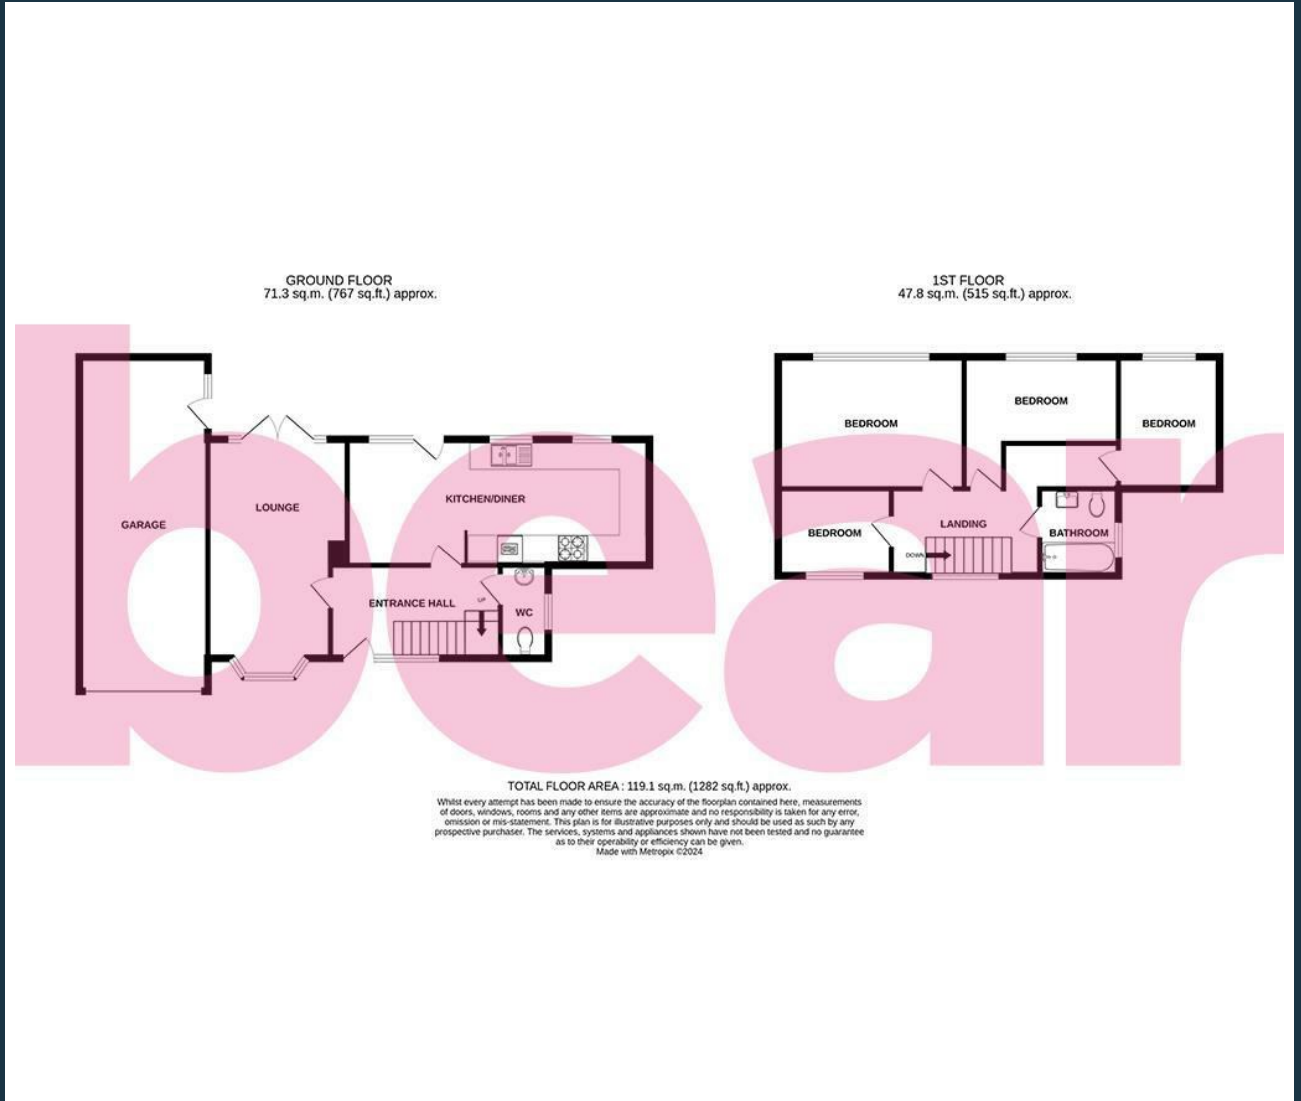 GROUND FLOOR
71.3 sq.m. (767 sq.ft.) approx.
1ST FLOOR
47.8 sq.m. (515 sq.ft.) approx.
bear
GARAGE
LOUNGE
KITCHEN/DINER
ENTRANCE HALL
UP
WC
BEDROOM
BEDROOM
BEDROOM
BEDROOM
LANDING
DOWN
BATHROOM
TOTAL FLOOR AREA : 119.1 sq.m. (1282 sq.ft.) approx.
Whilst every attempt has been made to ensure the accuracy of the floorplan contained here, measurements
of doors, windows, rooms and any other items are approximate and no responsibility is taken for any error,
omission or mis-statement. This plan is for illustrative purposes only and should be used as such by any
prospective purchaser. The services, systems and appliances shown have not been tested and no guarantee
as to their operability or efficiency can be given.
Made with Metropix ©2024